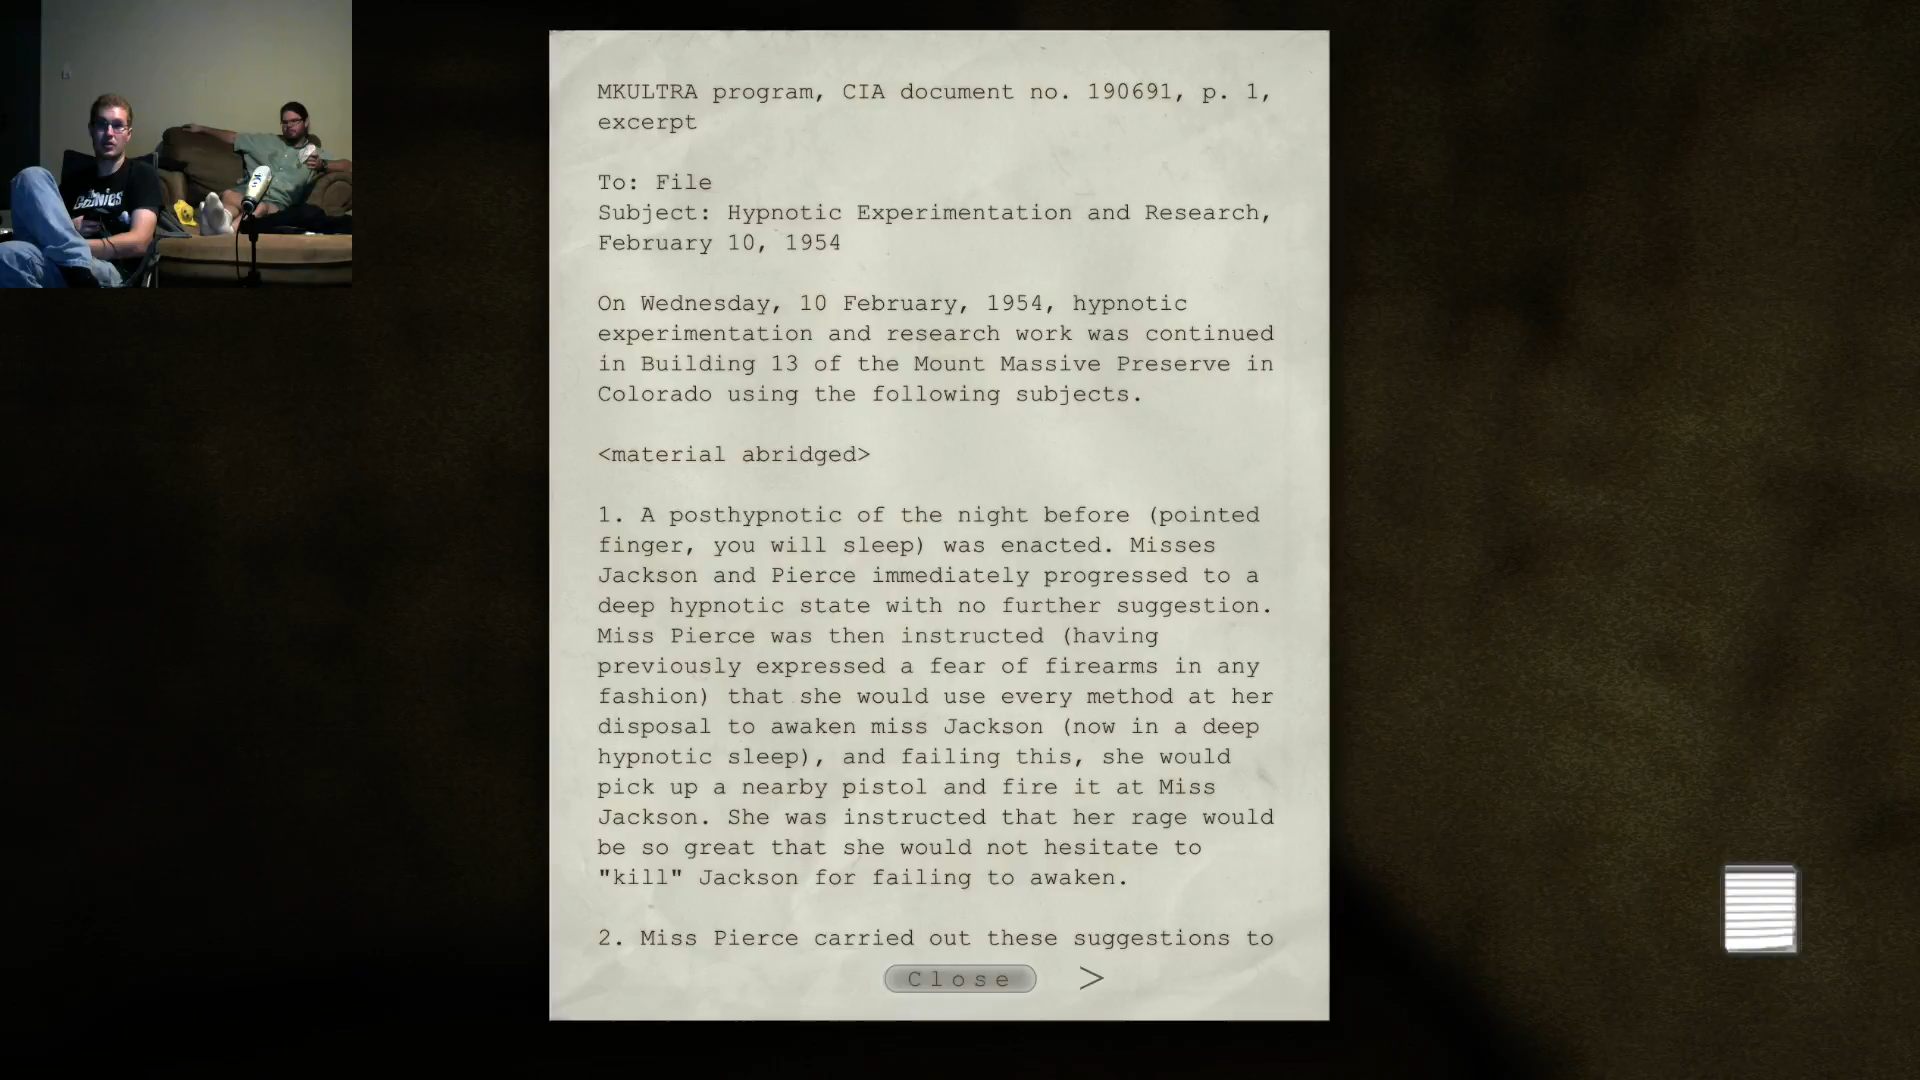 The
GooNies
MKULTRA program, CIA document no. 190691, p. 1,
excerpt
To: File
Subject: Hypnotic Experimentation and Research,
February 10, 1954
On Wednesday, 10 February, 1954, hypnotic
experimentation and research work was continued
in Building 13 of the Mount Massive Preserve in
Colorado using the following subjects.
<material abridged>
1. A posthypnotic of the night before (pointed
finger, you will sleep) was enacted. Misses
Jackson and Pierce immediately progressed to a
deep hypnotic state with no further suggestion.
Miss Pierce was then instructed (having
previously expressed a fear of firearms in any
fashion) that she would use every method at her
disposal to awaken miss Jackson (now in a deep
hypnotic sleep), and failing this, she would
pick up a nearby pistol and fire it at Miss
Jackson. She was instructed that her rage would
be so great that she would not hesitate to
"kill" Jackson for failing to awaken.
2. Miss Pierce carried out these suggestions to
Close >